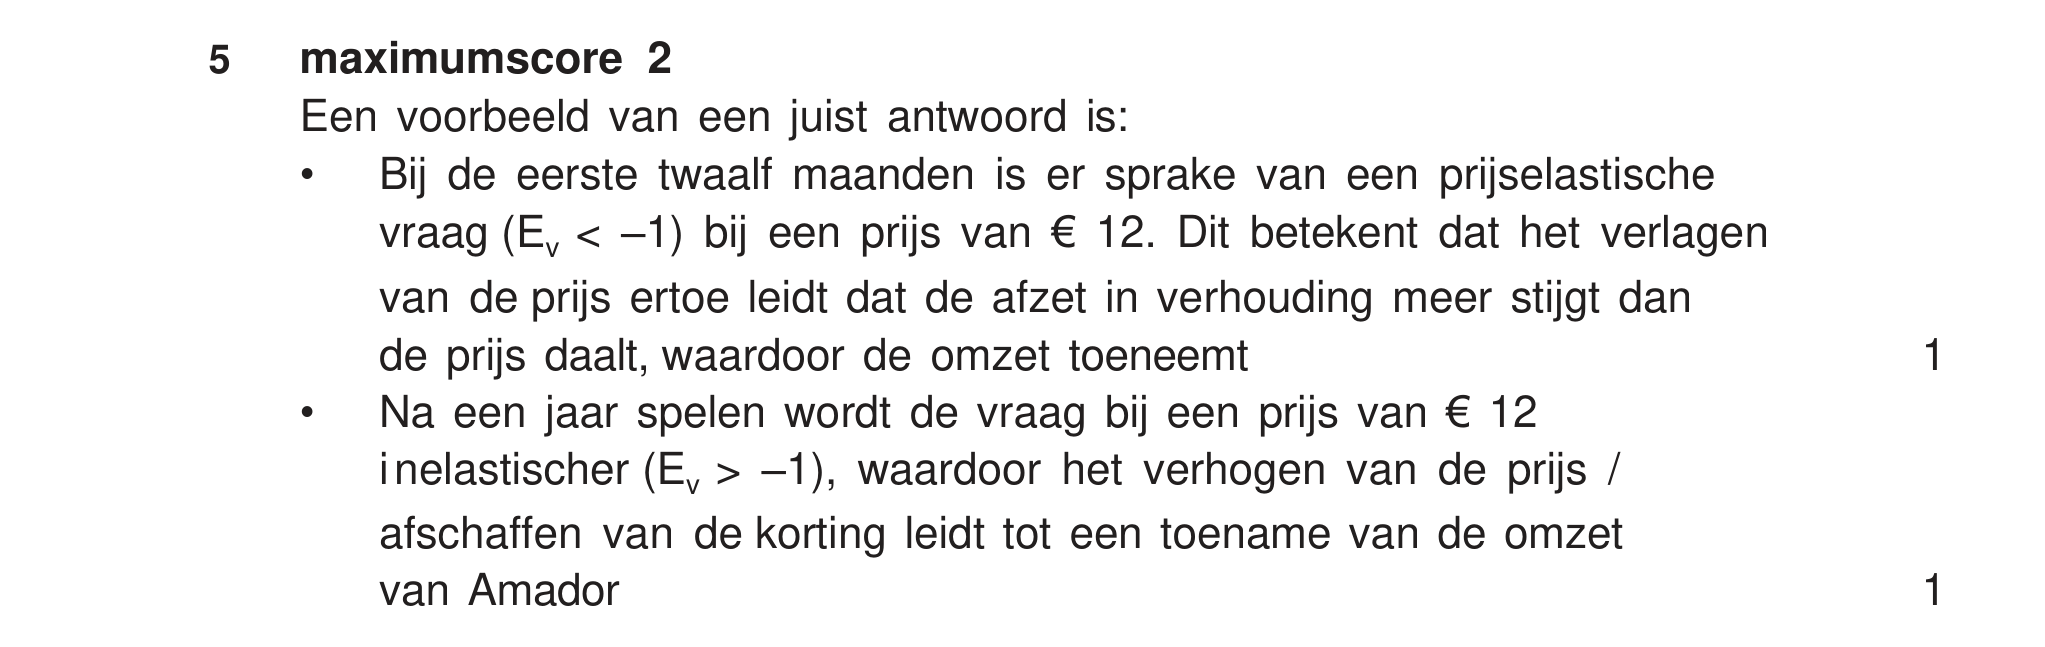 5 maximumscore 2
Een voorbeeld van een juist antwoord is:
• Bij de eerste twaalf maanden is er sprake van een prijselastische
vraag (Ev < –1) bij een prijs van € 12. Dit betekent dat het verlagen
van de prijs ertoe leidt dat de afzet in verhouding meer stijgt dan
de prijs daalt, waardoor de omzet toeneemt 1
• Na een jaar spelen wordt de vraag bij een prijs van € 12
inelastischer (Ev > –1), waardoor het verhogen van de prijs /
afschaffen van de korting leidt tot een toename van de omzet
van Amador 1